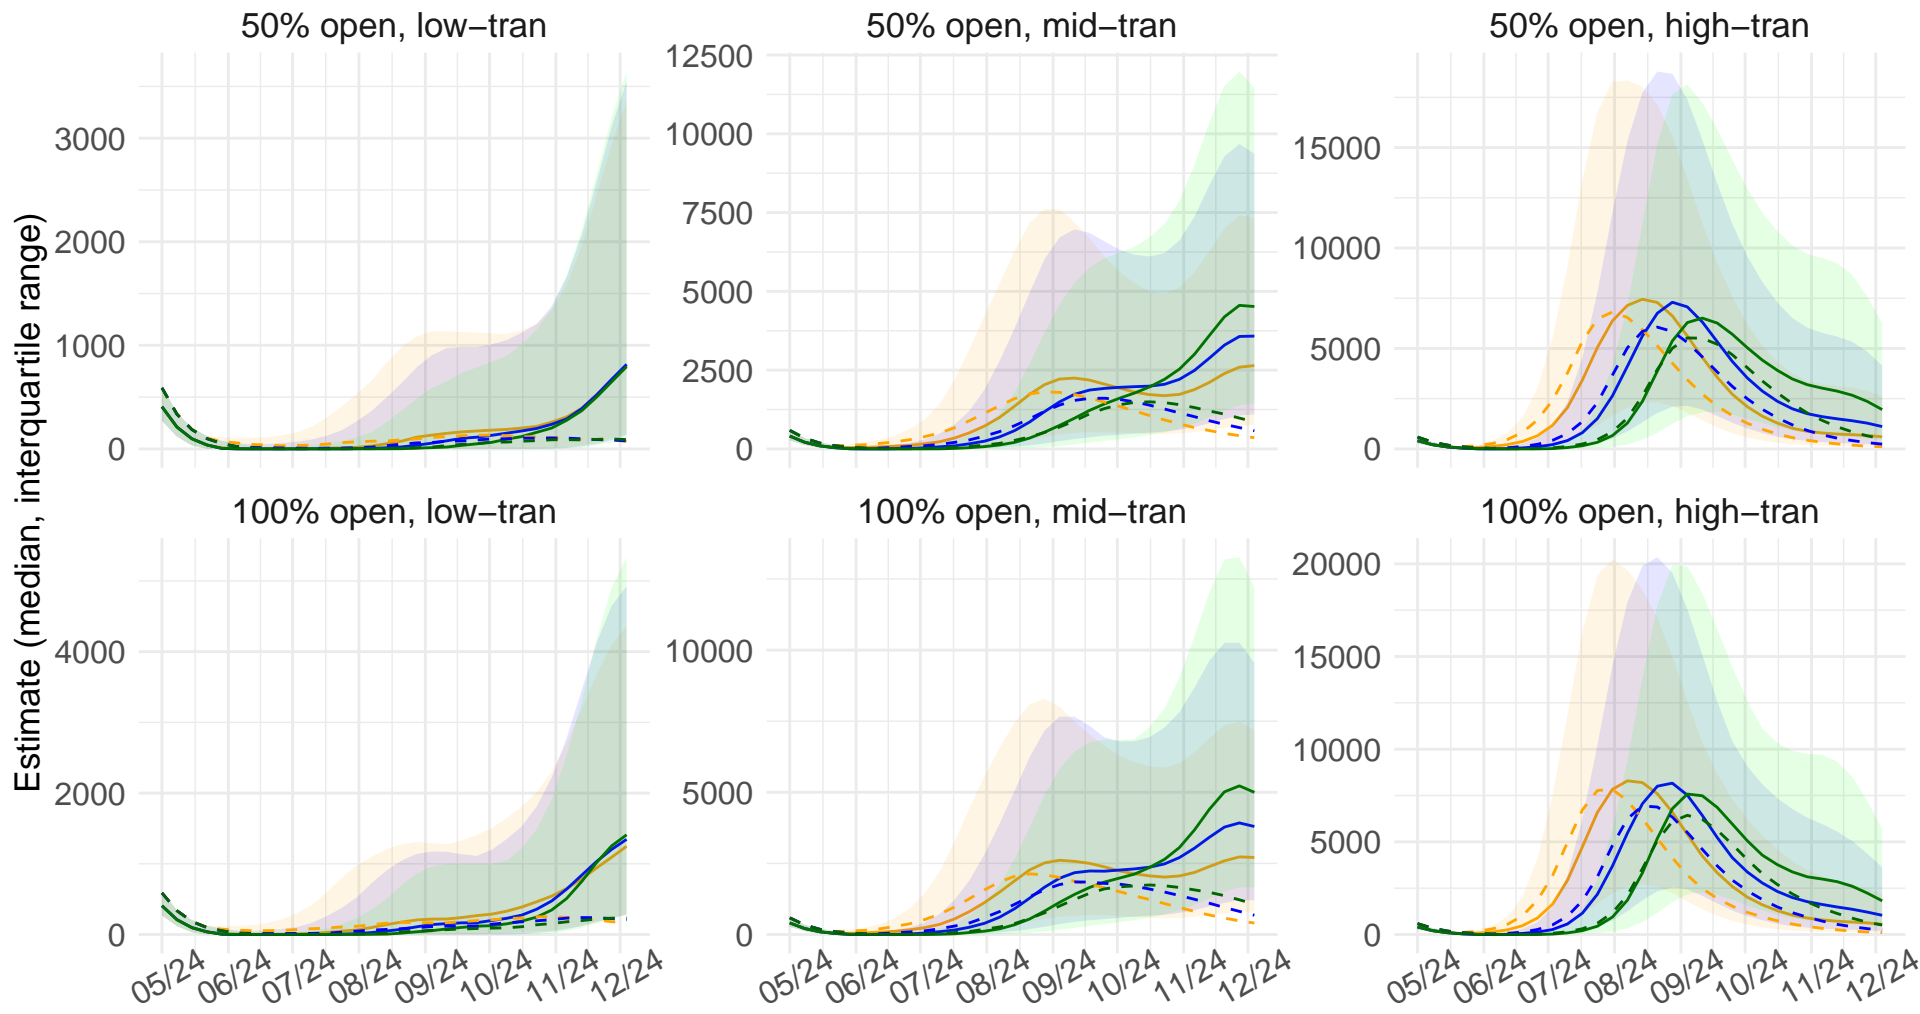 50% open, low−tran
50% open, mid−tran
50% open, high−tran
Estimate (median, interquartile range)
3000
2000
1000
0
12500
10000
7500
5000
2500
0
15000
10000
5000
0
100% open, low−tran
100% open, mid−tran
100% open, high−tran
4000
2000
0
10000
5000
0
20000
15000
10000
5000
0
05/24 06/24 07/24 08/24 09/24 10/24 11/24 12/24
05/24 06/24 07/24 08/24 09/24 10/24 11/24 12/24
05/24 06/24 07/24 08/24 09/24 10/24 11/24 12/24